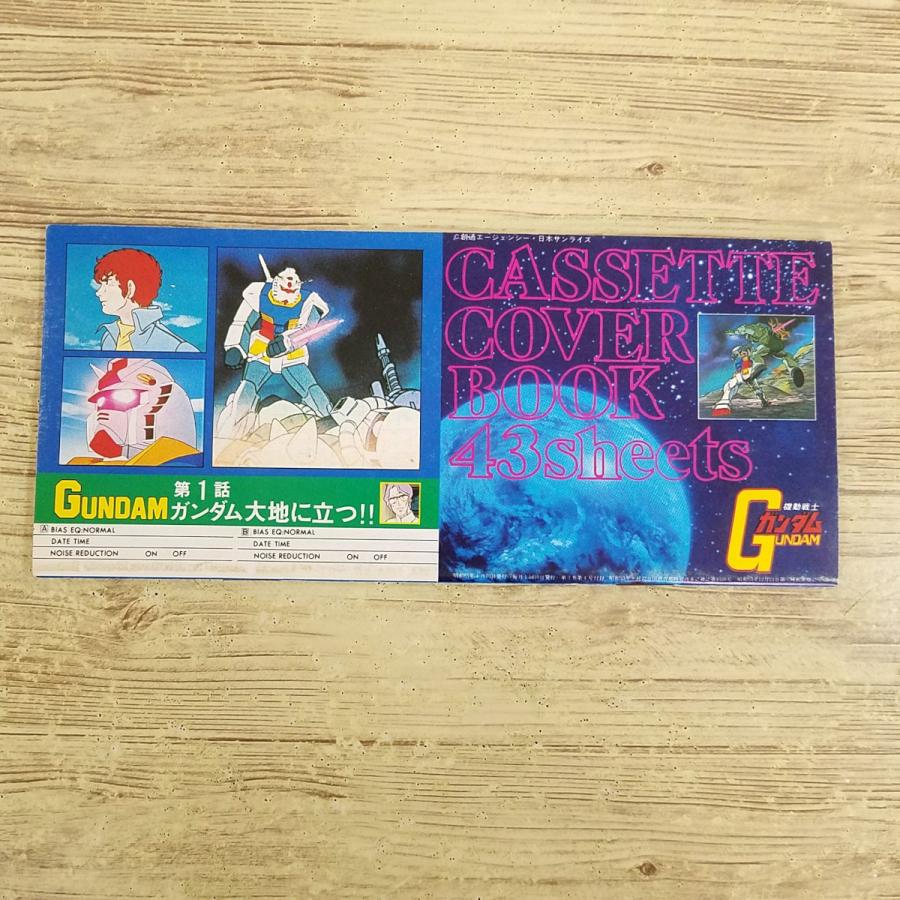 GUNDAM 第1話
ガンダム大地に立つ!!
A BIAS EQ:NORMAL
DATE TIME
NOISE REDUCTION ON OFF
B BIAS EQ:NORMAL
DATE TIME
NOISE REDUCTION ON OFF
©創通エージェンシー・日本サンライズ
CASSETTE
COVER
BOOK
43sheets
機動戦士
ガンダム
GUNDAM